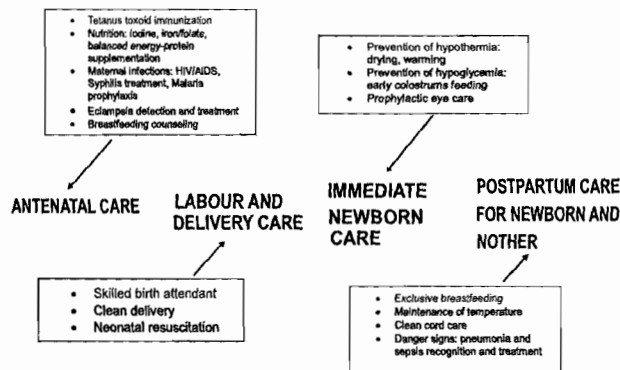 • Tetanus toxoid immunization
• Nutrition: iodine, iron/folate,
balanced energy-protein
supplementation
• Maternal infections: HIV/AIDS,
Syphilis treatment, Malaria
prophylaxis
• Eclampsia detection and treatment
• Breastfeeding counseling
• Prevention of hypothermia:
drying, warming
• Prevention of hypoglycemia:
early colostrums feeding
• Prophylactic eye care
ANTENATAL CARE
LABOUR AND
DELIVERY CARE
IMMEDIATE
NEWBORN
CARE
POSTPARTUM CARE
FOR NEWBORN AND
NOTHER
• Skilled birth attendant
• Clean delivery
• Neonatal resuscitation
• Exclusive breastfeeding
• Maintenance of temperature
• Clean cord care
• Danger signs: pneumonia and
sepsis recognition and treatment